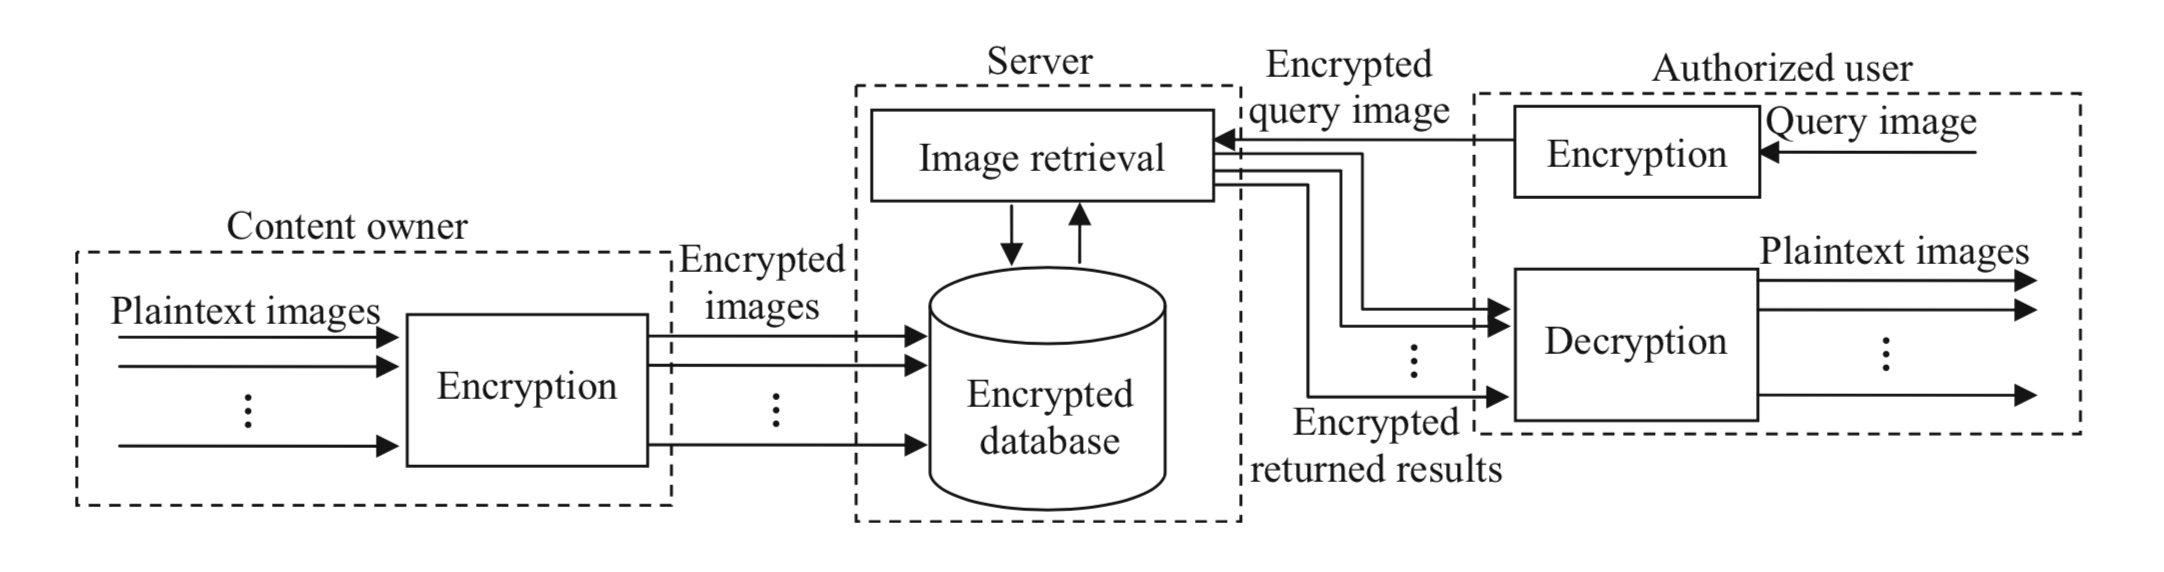 Content owner
Plaintext images
Encryption
Encrypted
images
Server
Image retrieval
Encrypted
database
Encrypted
query image
Encrypted
returned results
Authorized user
Query image
Encryption
Decryption
Plaintext images